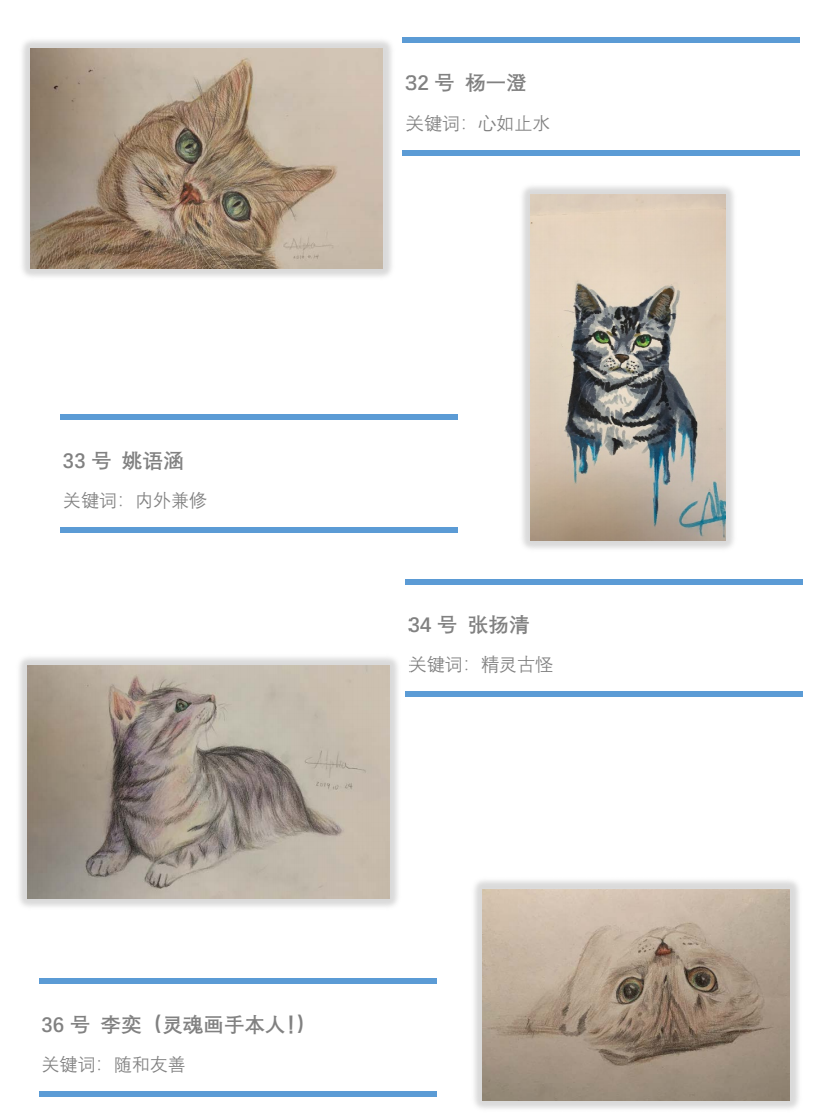 32 号 杨一澄
关键词：心如止水
33 号 姚语涵
关键词：内外兼修
34 号 张扬清
关键词：精灵古怪
36 号 李奕（灵魂画手本人！）
关键词：随和友善